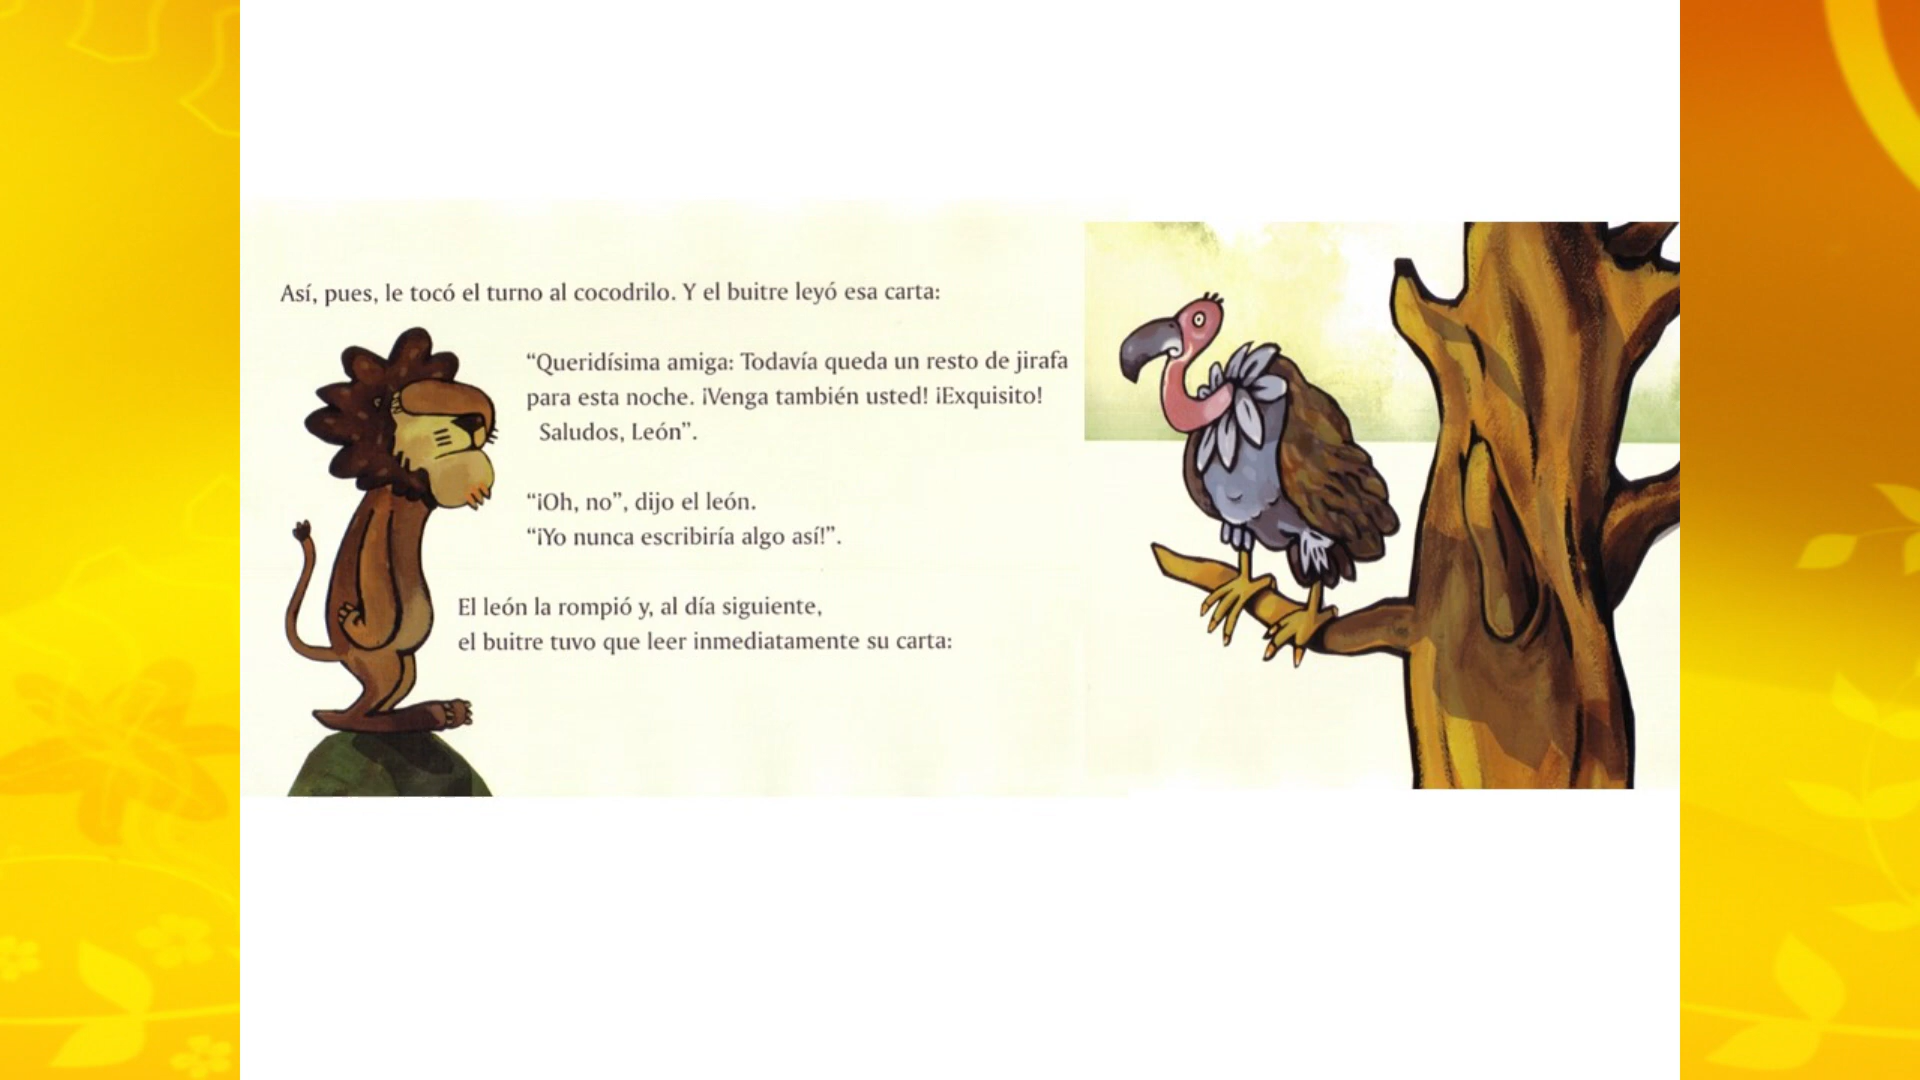 Así, pues, le tocó el turno al cocodrilo. Y el buitre leyó esa carta:
“Queridísima amiga: Todavía queda un resto de jirafa
para esta noche. ¡Venga también usted! ¡Exquisito!
Saludos, León”.
“¡Oh, no”, dijo el león.
“¡Yo nunca escribiría algo así!”.
El león la rompió y, al día siguiente,
el buitre tuvo que leer inmediatamente su carta: